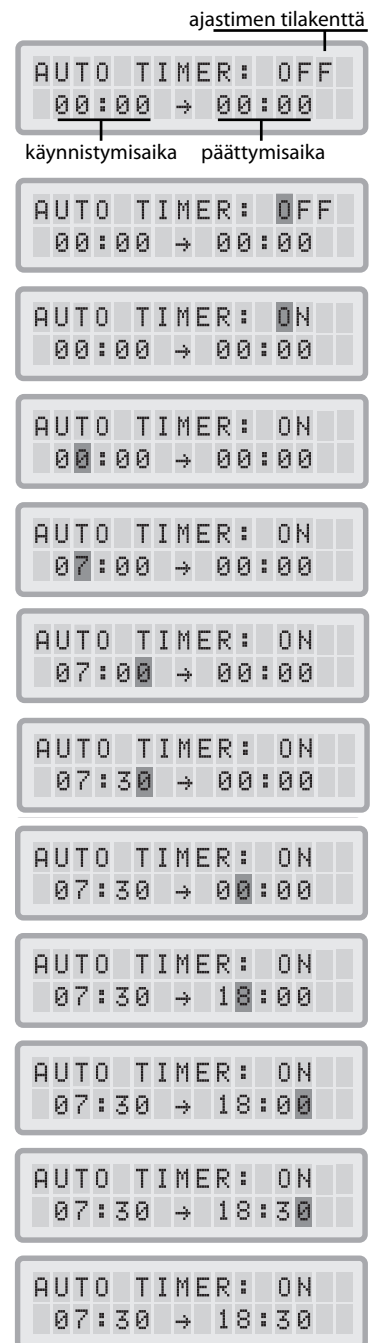 ajastimen tilakenttä
AUTO TIMER: OFF
00:00 → 00:00
käynnistymisaika päättymisaika
AUTO TIMER: OFF
00:00 → 00:00
AUTO TIMER: ON
00:00 → 00:00
AUTO TIMER: ON
00:00 → 00:00
AUTO TIMER: ON
07:00 → 00:00
AUTO TIMER: ON
07:00 → 00:00
AUTO TIMER: ON
07:30 → 00:00
AUTO TIMER: ON
07:30 → 00:00
AUTO TIMER: ON
07:30 → 18:00
AUTO TIMER: ON
07:30 → 18:00
AUTO TIMER: ON
07:30 → 18:30
AUTO TIMER: ON
07:30 → 18:30